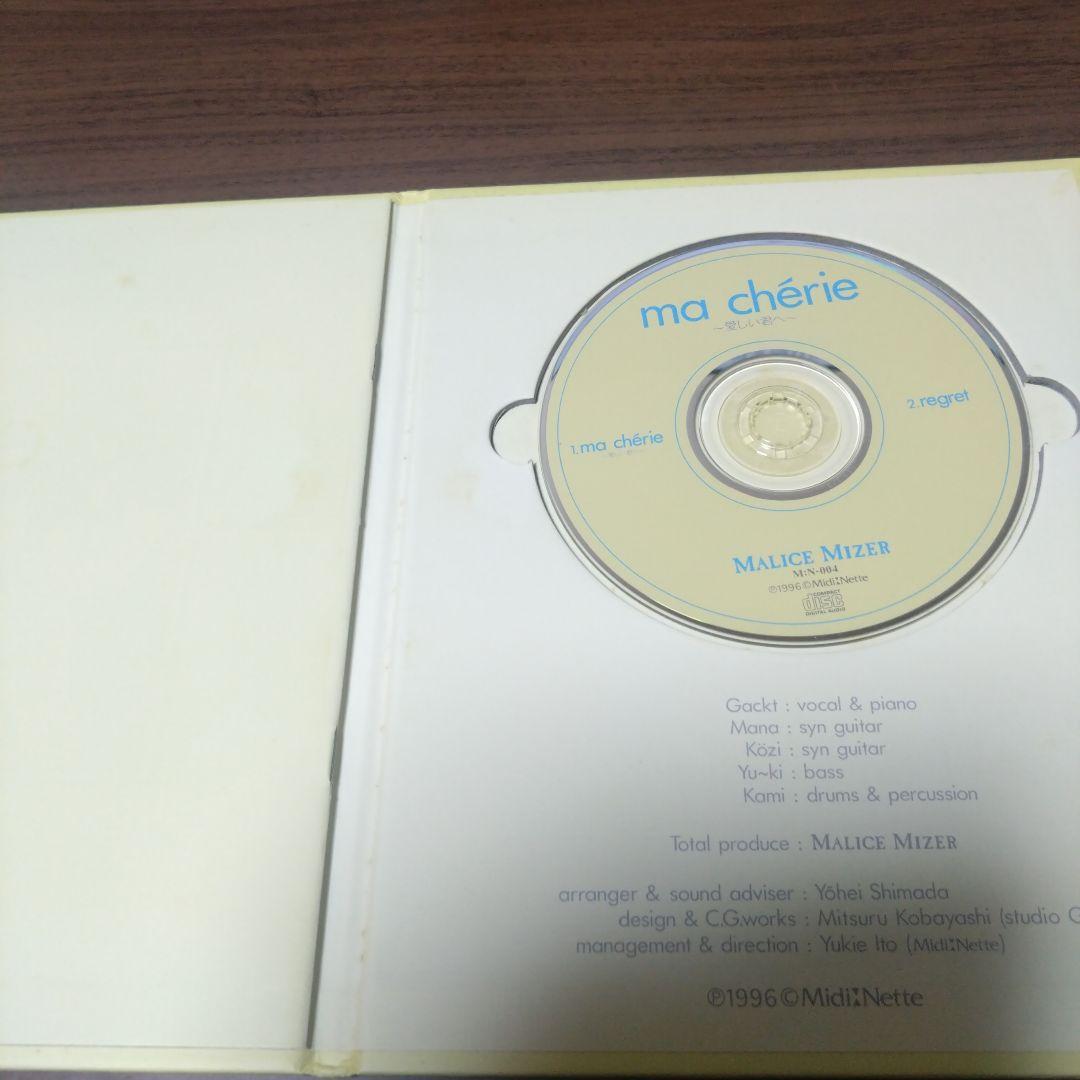 ma chérie
～愛しい君へ～
1.ma chérie
2.regret
MALICE MIZER
M:N-004
℗1996©Midi:Nette
COMPACT
disc
DIGITAL AUDIO
Gackt : vocal & piano
Mana : syn guitar
Közi : syn guitar
Yu~ki : bass
Kami : drums & percussion
Total produce : MALICE MIZER
arranger & sound adviser : Yôhei Shimada
design & C.G.works : Mitsuru Kobayashi (studio G
management & direction : Yukie Ito (Midi:Nette)
℗1996©Midi:Nette